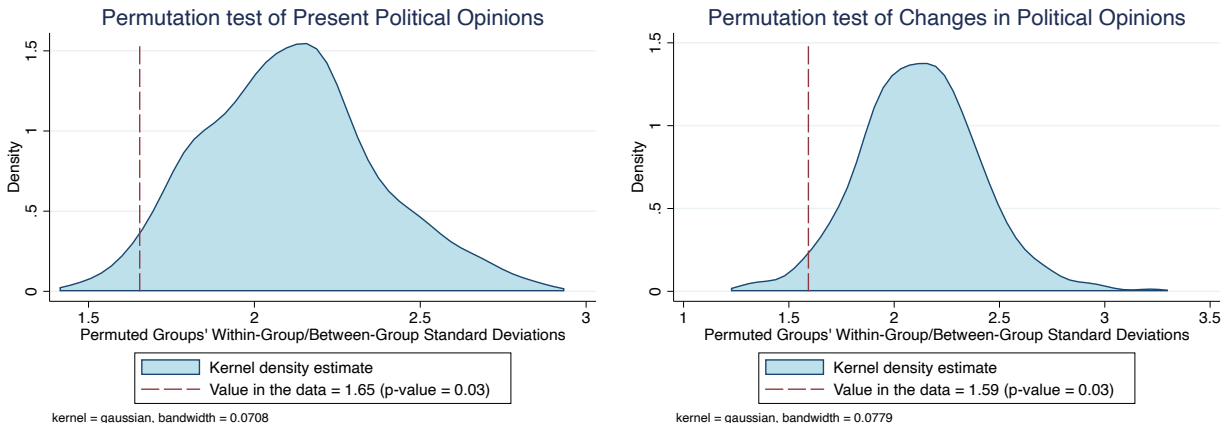 Permutation test of Present Political Opinions
1.5
1
.5
0
Density
1.5
2
2.5
3
Permuted Groups' Within-Group/Between-Group Standard Deviations
Kernel density estimate
Value in the data = 1.65 (p-value = 0.03)
kernel = gaussian, bandwidth = 0.0708
Permutation test of Changes in Political Opinions
1.5
1
.5
0
Density
1
1.5
2
2.5
3
3.5
Permuted Groups' Within-Group/Between-Group Standard Deviations
Kernel density estimate
Value in the data = 1.59 (p-value = 0.03)
kernel = gaussian, bandwidth = 0.0779